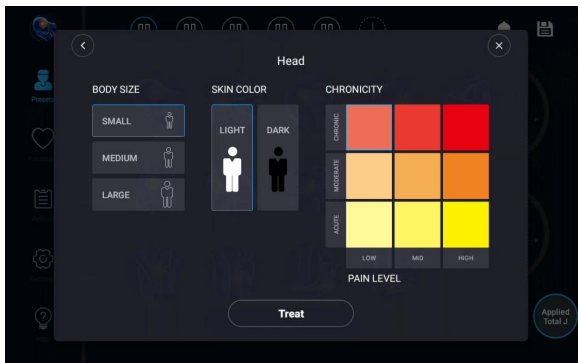 Head
BODY SIZE
SKIN COLOR
CHRONICITY
SMALL
MEDIUM
LARGE
LIGHT
DARK
CHRONIC
MODERATE
ACUTE
LOW
MID
HIGH
PAIN LEVEL
Treat
Presets
Applied
Total J